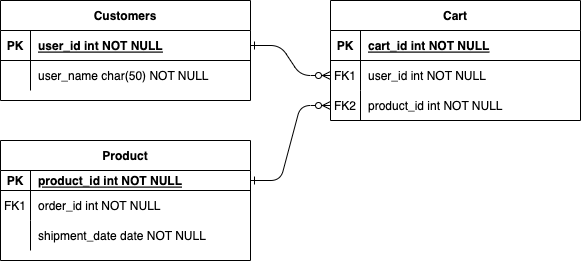 Customers
PK user_id int NOT NULL
user_name char(50) NOT NULL
Cart
PK cart_id int NOT NULL
FK1 user_id int NOT NULL
FK2 product_id int NOT NULL
Product
PK product_id int NOT NULL
FK1 order_id int NOT NULL
shipment_date date NOT NULL